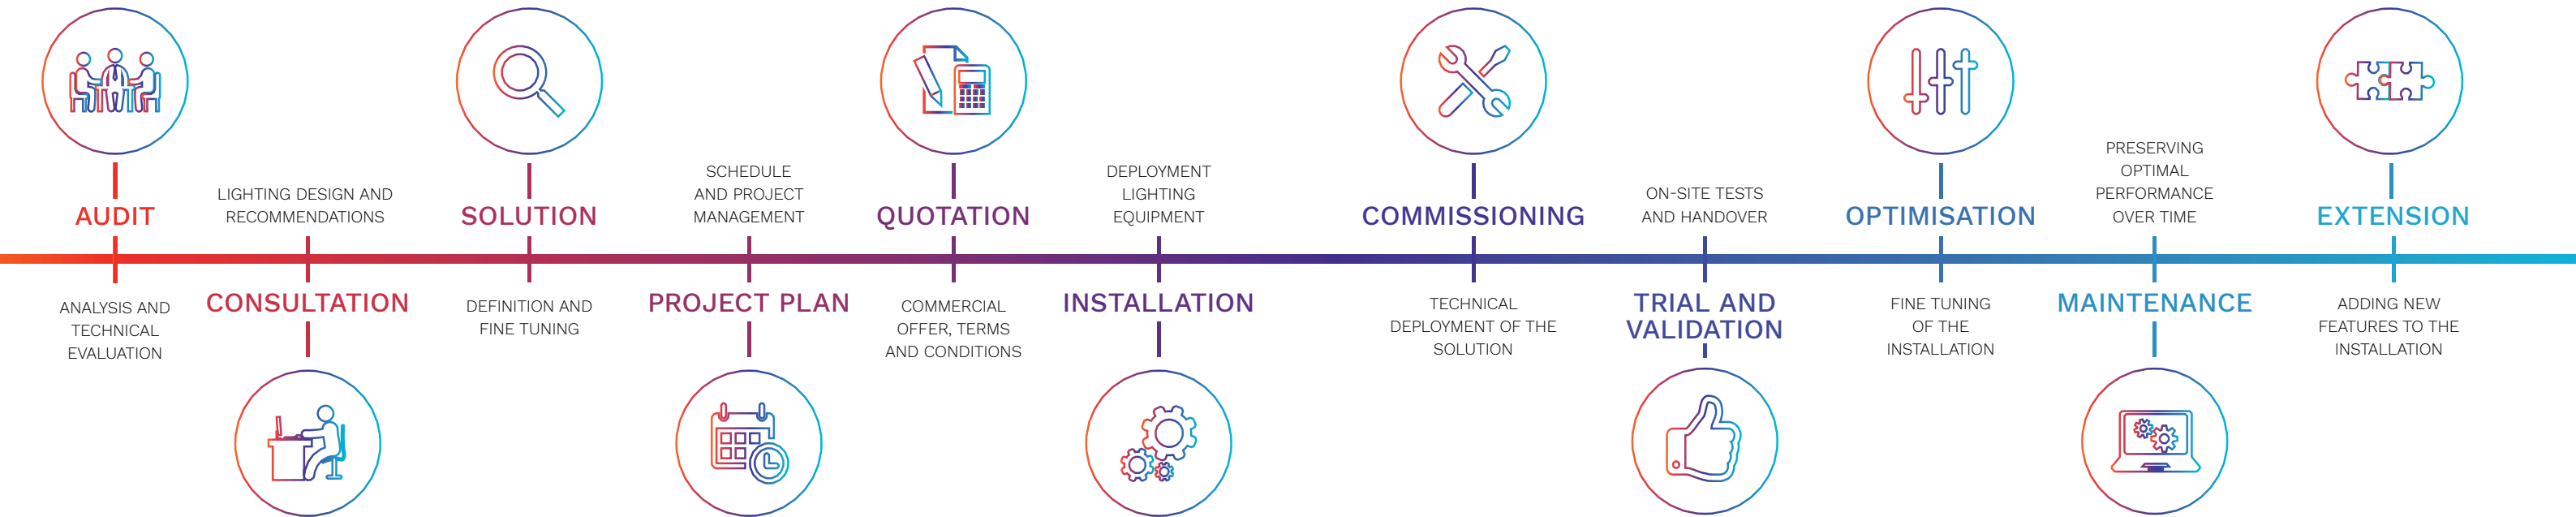 AUDIT
ANALYSIS AND
TECHNICAL
EVALUATION
LIGHTING DESIGN AND
RECOMMENDATIONS
CONSULTATION
SOLUTION
DEFINITION AND
FINE TUNING
SCHEDULE
AND PROJECT
MANAGEMENT
PROJECT PLAN
QUOTATION
COMMERCIAL
OFFER, TERMS
AND CONDITIONS
DEPLOYMENT
LIGHTING
EQUIPMENT
INSTALLATION
COMMISSIONING
TECHNICAL
DEPLOYMENT OF THE
SOLUTION
ON-SITE TESTS
AND HANDOVER
TRIAL AND
VALIDATION
OPTIMISATION
FINE TUNING
OF THE
INSTALLATION
PRESERVING
OPTIMAL
PERFORMANCE
OVER TIME
MAINTENANCE
EXTENSION
ADDING NEW
FEATURES TO THE
INSTALLATION